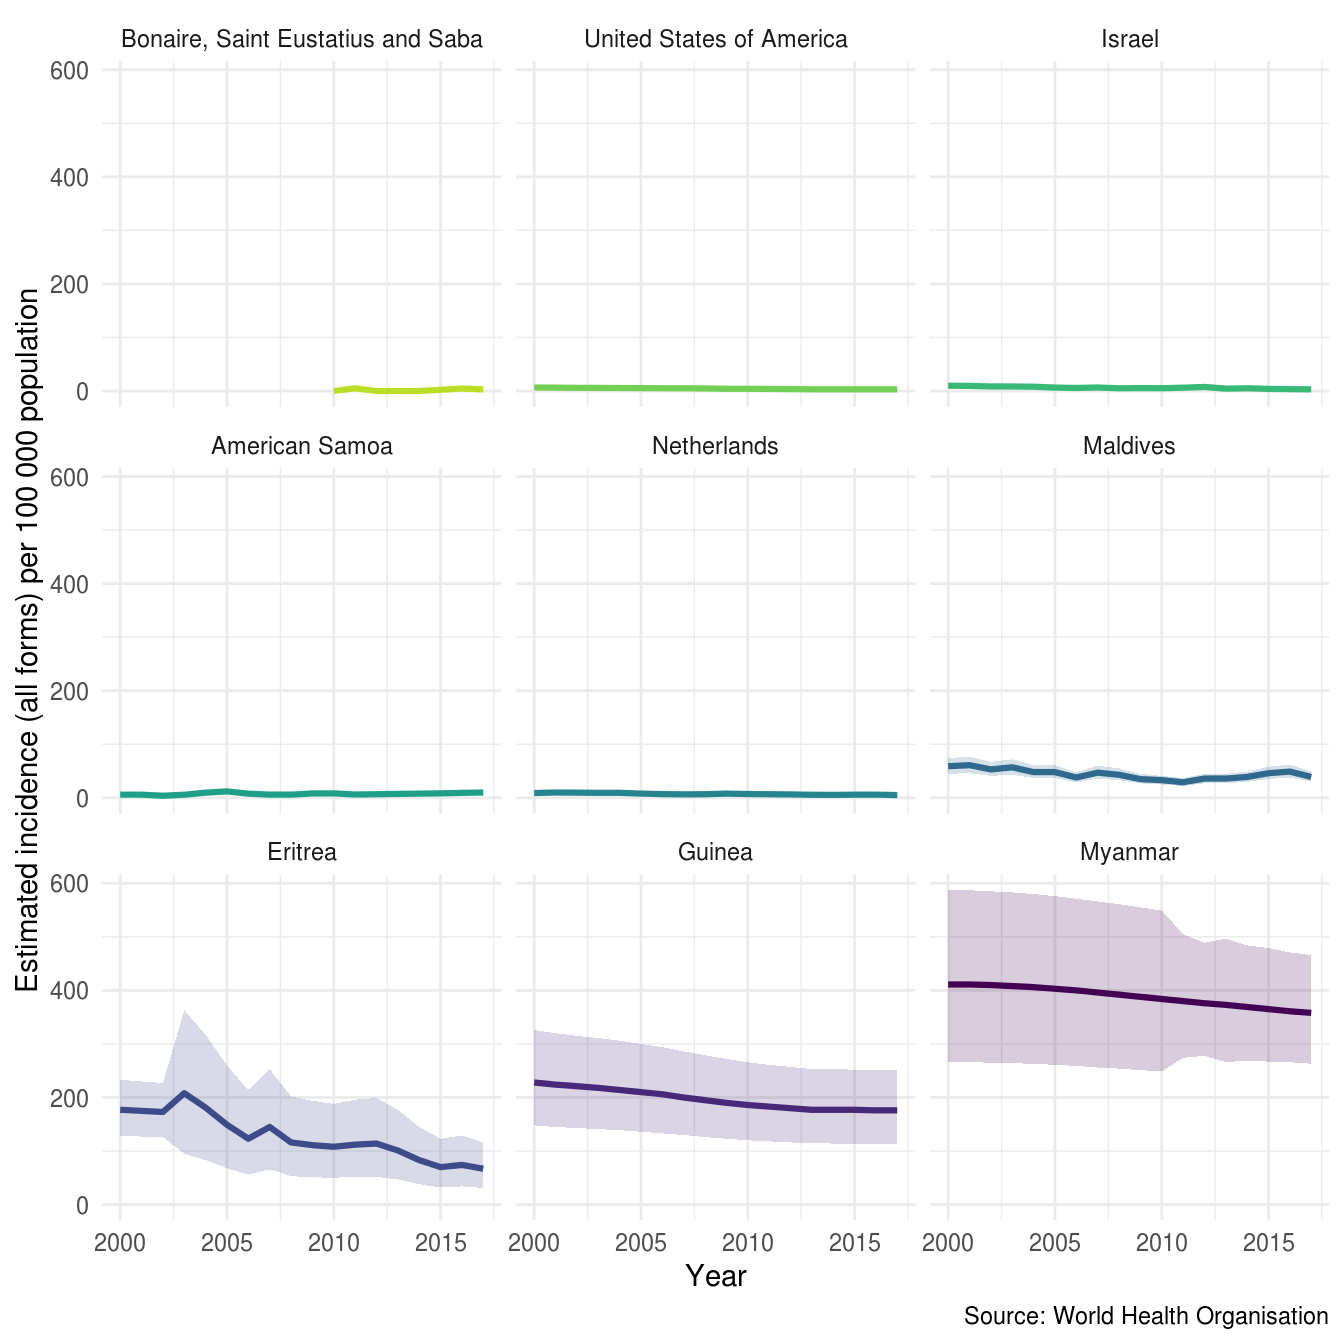 Bonaire, Saint Eustatius and Saba
United States of America
Israel
600
400
200
0
American Samoa
Netherlands
Maldives
600
400
200
0
Eritrea
Guinea
Myanmar
600
400
200
0
2000 2005 2010 2015
2000 2005 2010 2015
2000 2005 2010 2015
Estimated incidence (all forms) per 100 000 population
Year
Source: World Health Organisation